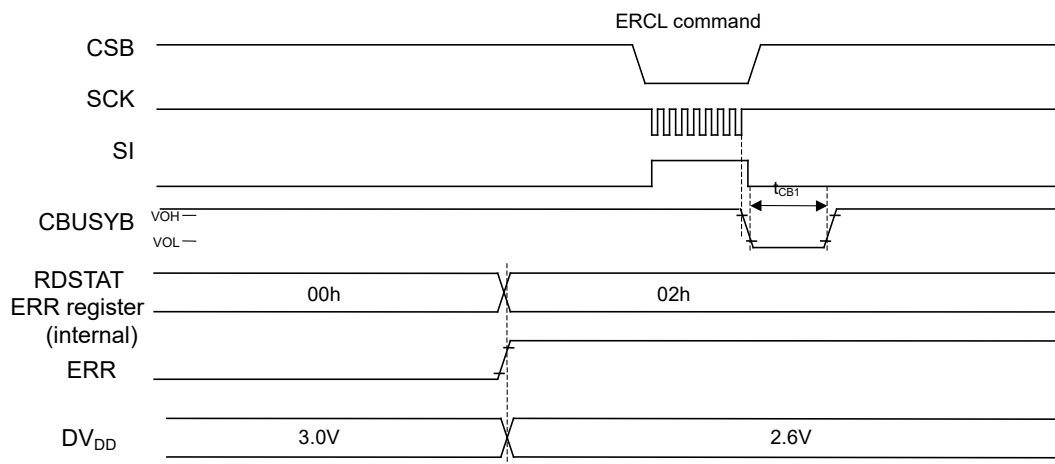 ERCL command
CSB
SCK
SI
tCB1
CBUSYB
VOH
VOL
RDSTAT
ERR register
(internal)
00h
02h
ERR
DVDD
3.0V
2.6V